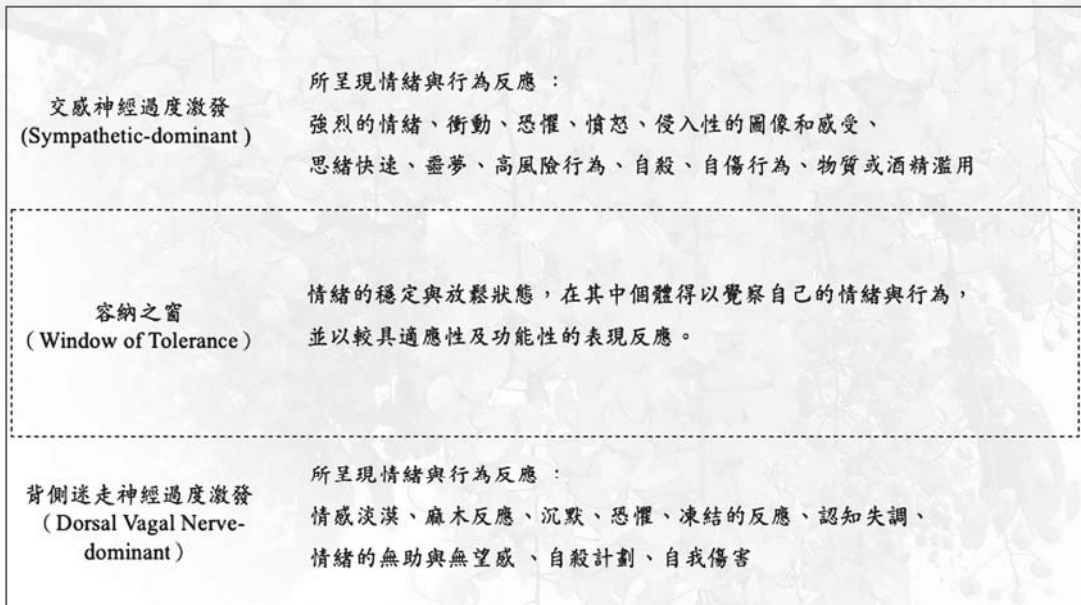 交感神經過度激發
(Sympathetic-dominant )
所呈現情緒與行為反應 ：
強烈的情緒、衝動、恐懼、憤怒、侵入性的圖像和感受、
思緒快速、噩夢、高風險行為、自殺、自傷行為、物質或酒精濫用
容納之窗
（Window of Tolerance）
情緒的穩定與放鬆狀態，在其中個體得以覺察自己的情緒與行為，
並以較具適應性及功能性的表現反應。
背側迷走神經過度激發
（Dorsal Vagal Nerve-
dominant）
所呈現情緒與行為反應 ：
情感淡漠、麻木反應、沉默、恐懼、凍結的反應、認知失調、
情緒的無助與無望感 、自殺計劃、自我傷害